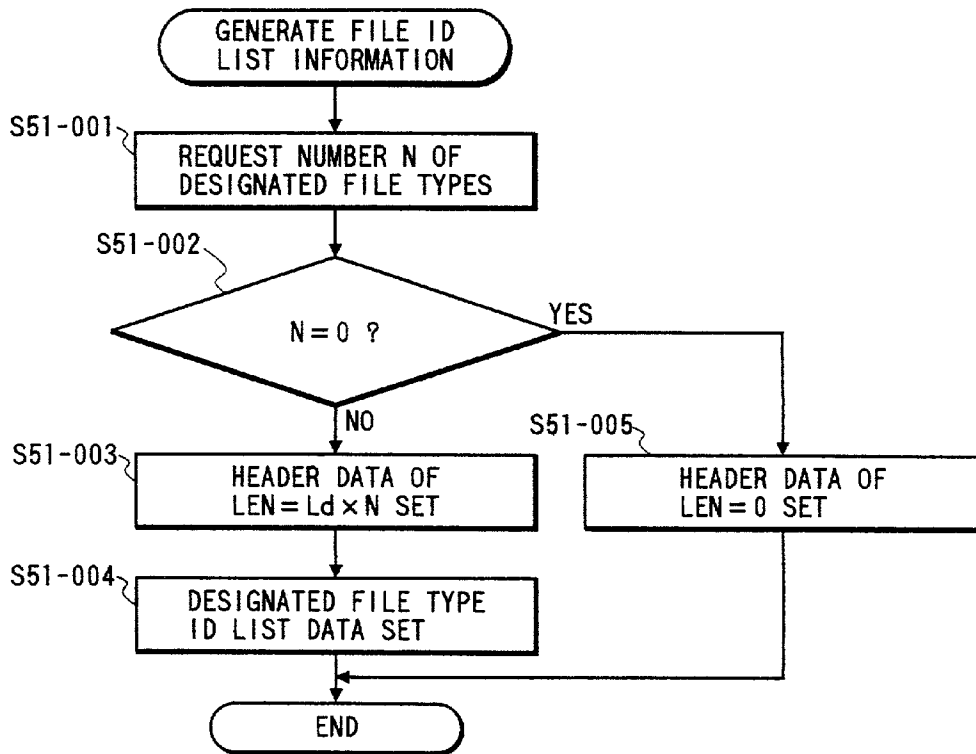 GENERATE FILE ID
LIST INFORMATION
S51-001
REQUEST NUMBER N OF
DESIGNATED FILE TYPES
S51-002
N=0 ?
YES
NO
S51-003
HEADER DATA OF
LEN=Ld×N SET
S51-005
HEADER DATA OF
LEN=0 SET
S51-004
DESIGNATED FILE TYPE
ID LIST DATA SET
END